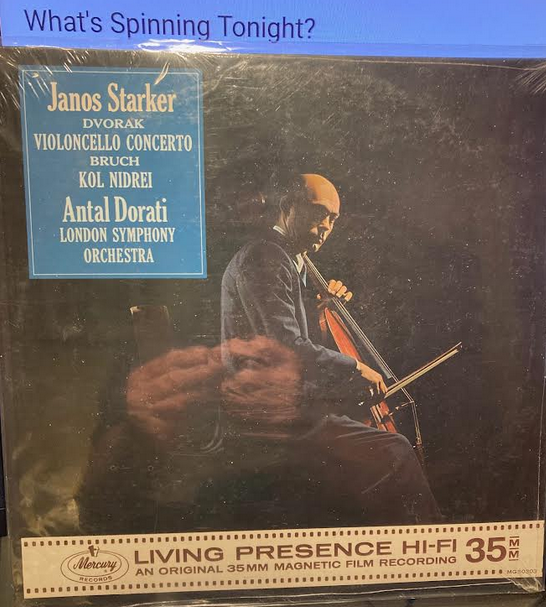 What's Spinning Tonight?
Janos Starker
DVORAK
VIOLONCELLO CONCERTO
BRUCH
KOL NIDREI
Antal Dorati
LONDON SYMPHONY
ORCHESTRA
Mercury
RECORDS
LIVING PRESENCE HI-FI
AN ORIGINAL 35MM MAGNETIC FILM RECORDING
35MM